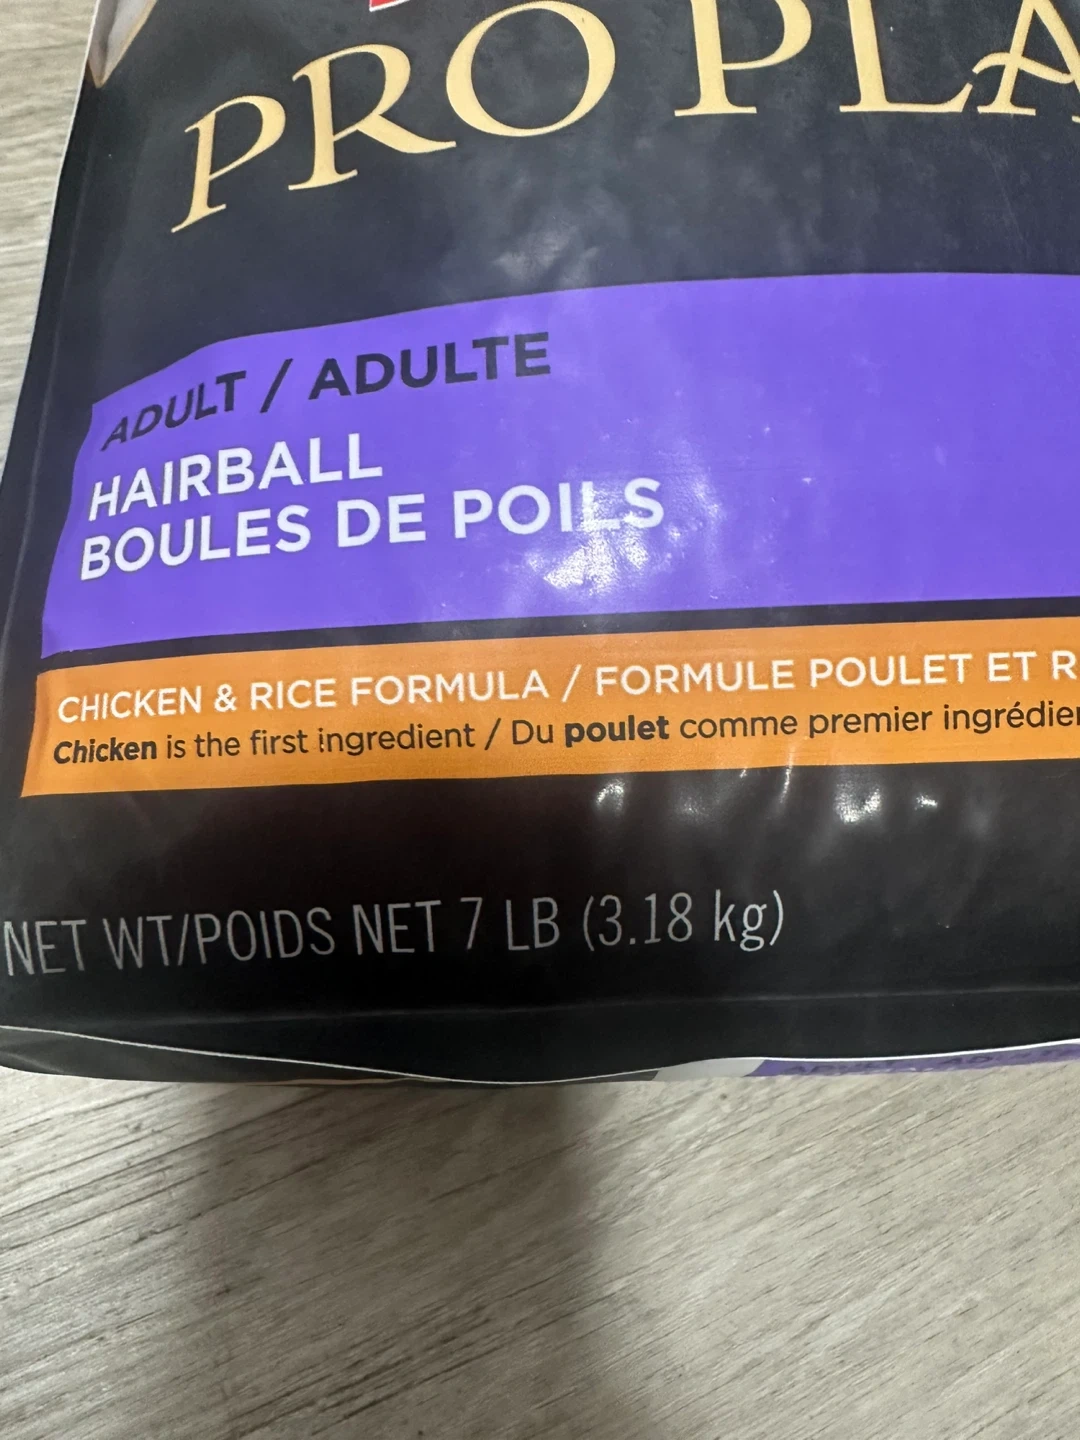 PRO PLA
ADULT / ADULTE
HAIRBALL
BOULES DE POILS
CHICKEN & RICE FORMULA / FORMULE POULET ET R
Chicken is the first ingredient / Du poulet comme premier ingrédien
NET WT/POIDS NET 7 LB (3.18 kg)